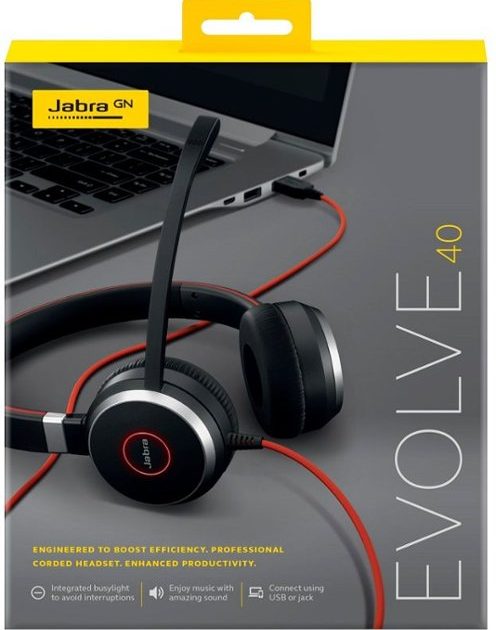 Jabra GN
EVOLVE 40
Jabra
ENGINEERED TO BOOST EFFICIENCY. PROFESSIONAL
CORDED HEADSET. ENHANCED PRODUCTIVITY.
Integrated busylight
to avoid interruptions
Enjoy music with
amazing sound
Connect using
USB or jack